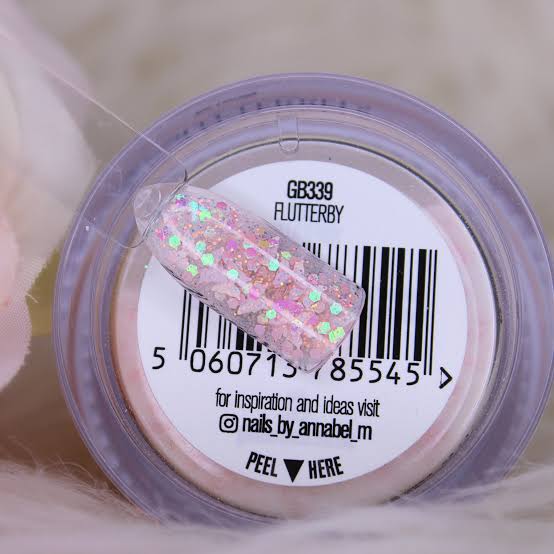 GB339
FLUTTERBY
5 060713 785545 >
for inspiration and ideas visit
nails_by_annabel_m
PEEL HERE